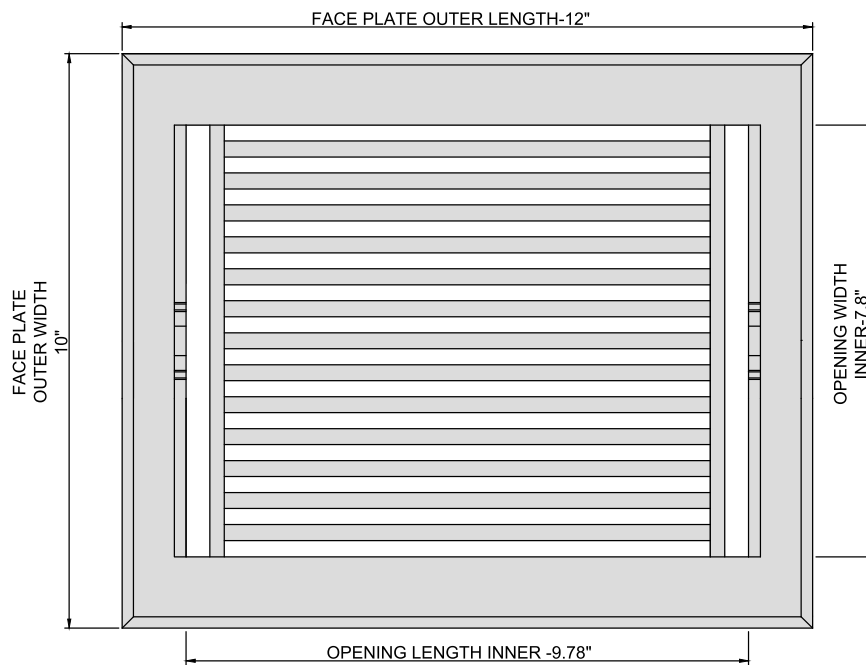 FACE PLATE OUTER LENGTH-12"
FACE PLATE
OUTER WIDTH
10"
OPENING WIDTH
INNER-7.8"
OPENING LENGTH INNER -9.78"